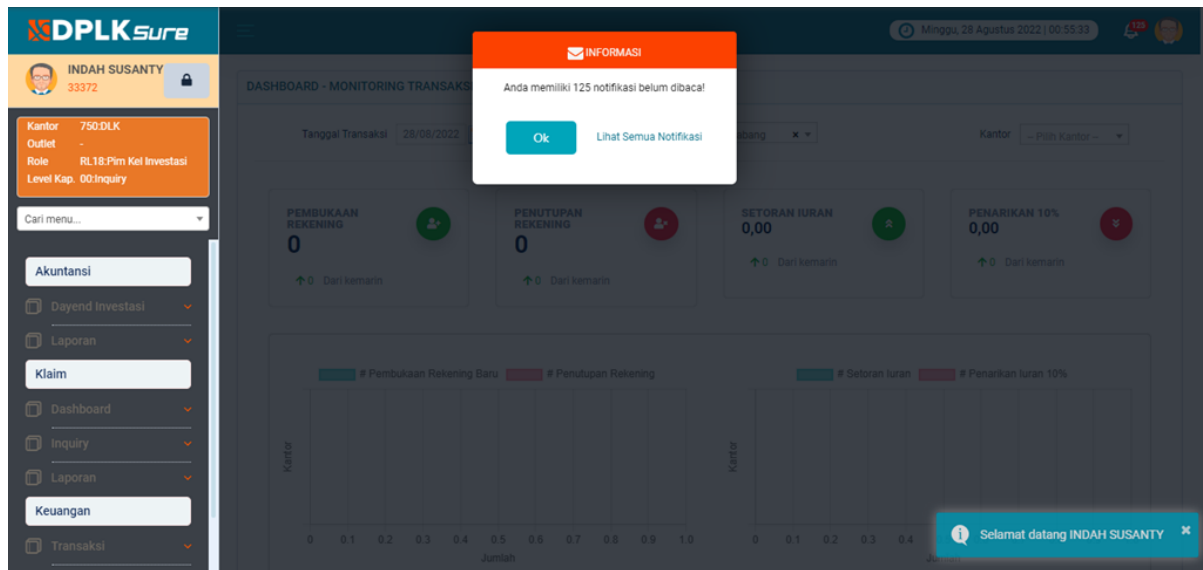 DPLKSure
Minggu, 28 Agustus 2022 | 00:55:33
125
INFORMASI
Anda memiliki 125 notifikasi belum dibaca!
Ok
Lihat Semua Notifikasi
INDAH SUSANTY
33372
Kantor 750:DLK
Outlet -
Role RL18:Pim Kel Investasi
Level Kap. 00:Inquiry
Cari menu...
Akuntansi
Dayend Investasi
Laporan
Klaim
Dashboard
Inquiry
Laporan
Keuangan
Transaksi
DASHBOARD - MONITORING TRANSAKS
Tanggal Transaksi 28/08/2022
abang
Kantor -- Pilih Kantor --
PEMBUKAAN
REKENING
0
0 Dari kemarin
PENUTUPAN
REKENING
0
0 Dari kemarin
SETORAN IURAN
0,00
0 Dari kemarin
PENARIKAN 10%
0,00
0 Dari kemarin
# Pembukaan Rekening Baru # Penutupan Rekening
Kantor
0 0.1 0.2 0.3 0.4 0.5 0.6 0.7 0.8 0.9 1.0
Jumlah
# Setoran Iuran # Penarikan Iuran 10%
Kantor
0 0.1 0.2 0.3 0.4
Selamat datang INDAH SUSANTY